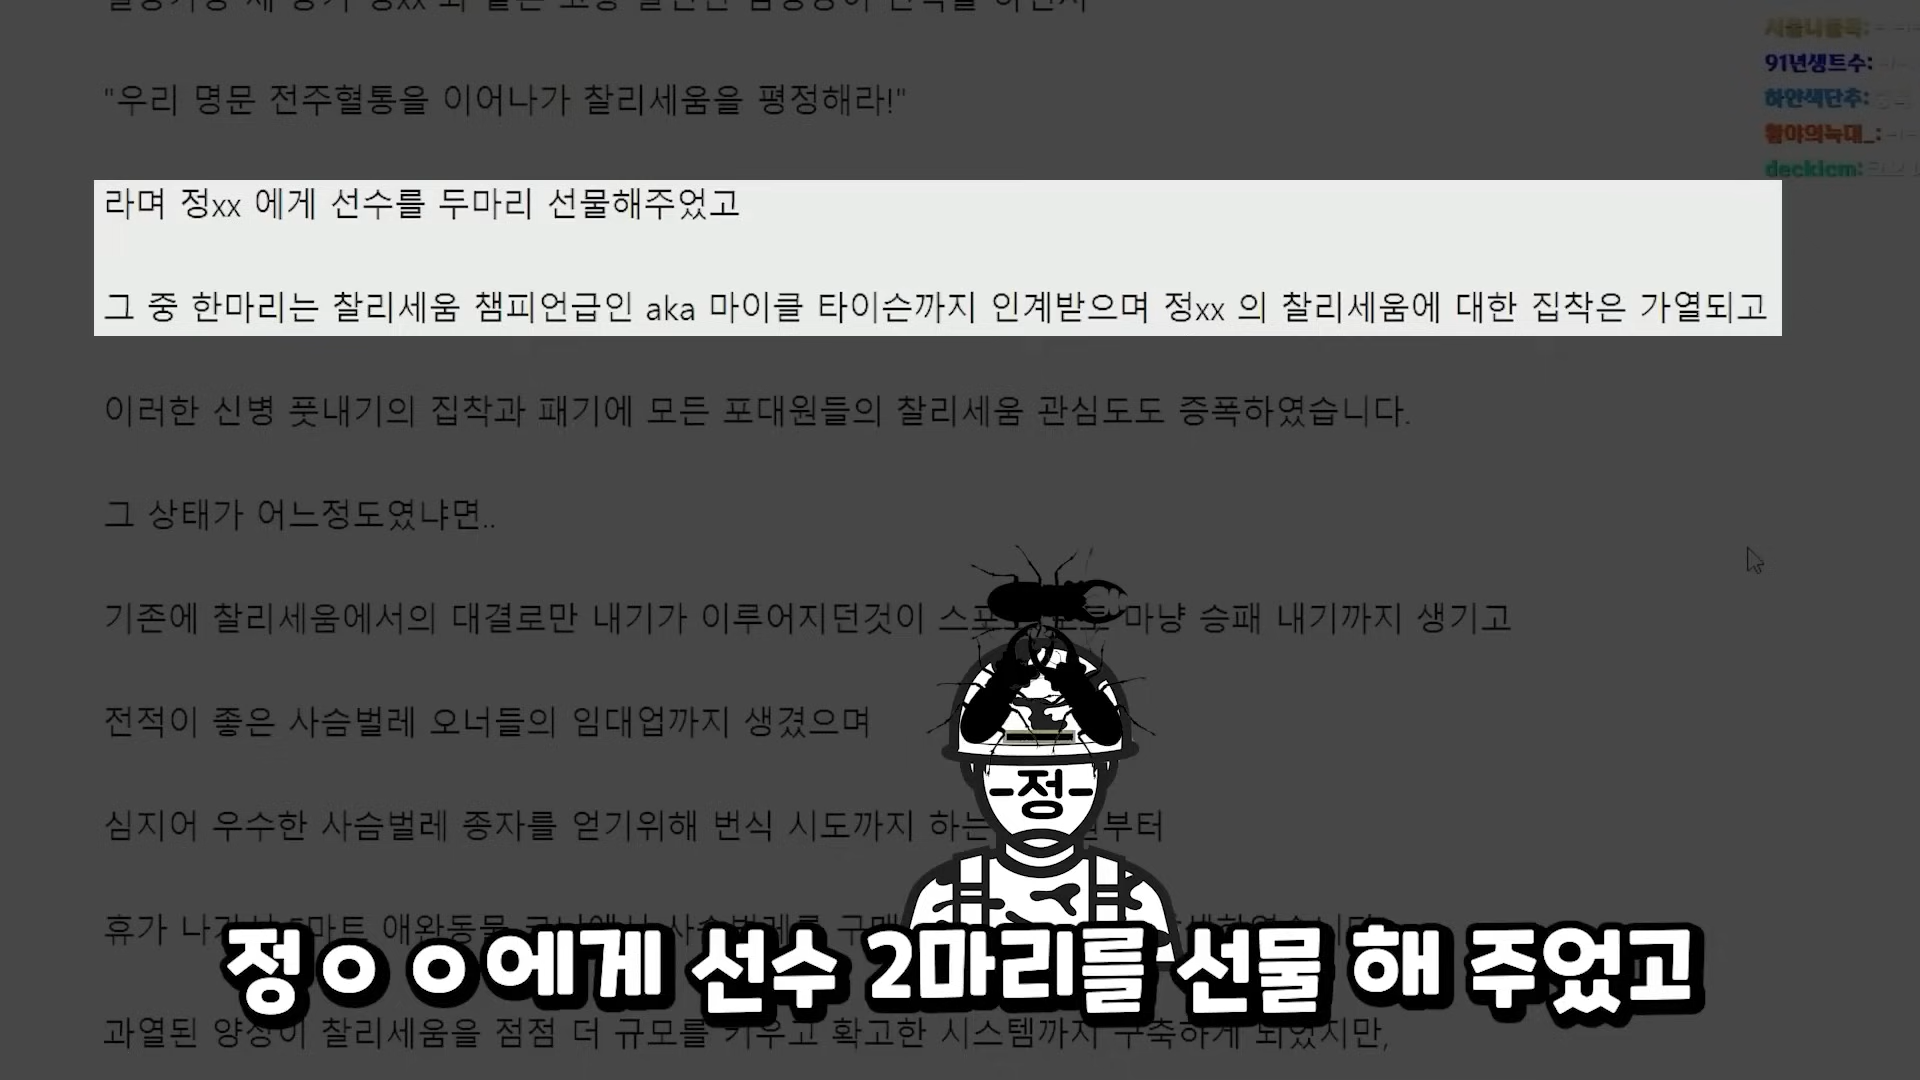 "우리 명문 전주혈통을 이어나가 찰리세움을 평정해라!"
91년생트수:
하얀색단추:
황야의늑대_:
deckicm:
라며 정xx 에게 선수를 두마리 선물해주었고
그 중 한마리는 찰리세움 챔피언급인 aka 마이클 타이슨까지 인계받으며 정xx 의 찰리세움에 대한 집착은 가열되고
이러한 신병 풋내기의 집착과 패기에 모든 포대원들의 찰리세움 관심도도 증폭하였습니다.
그 상태가 어느정도였냐면..
기존에 찰리세움에서의 대결로만 내기가 이루어지던것이 마냥 승패 내기까지 생기고
전적이 좋은 사슴벌레 오너들의 임대업까지 생겼으며
-정-
심지어 우수한 사슴벌레 종자를 얻기위해 번식 시도까지 하는
휴가 애완동물
정ㅇㅇ에게 선수 2마리를 선물 해 주었고
과열된 양상이 찰리세움을 점점 더 규모를 키우고 확고한 시스템까지 구축하게 되었지만,